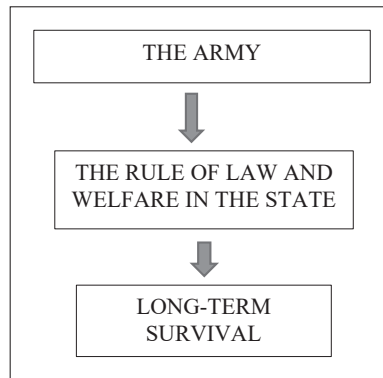 THE ARMY
THE RULE OF LAW AND
WELFARE IN THE STATE
LONG-TERM
SURVIVAL